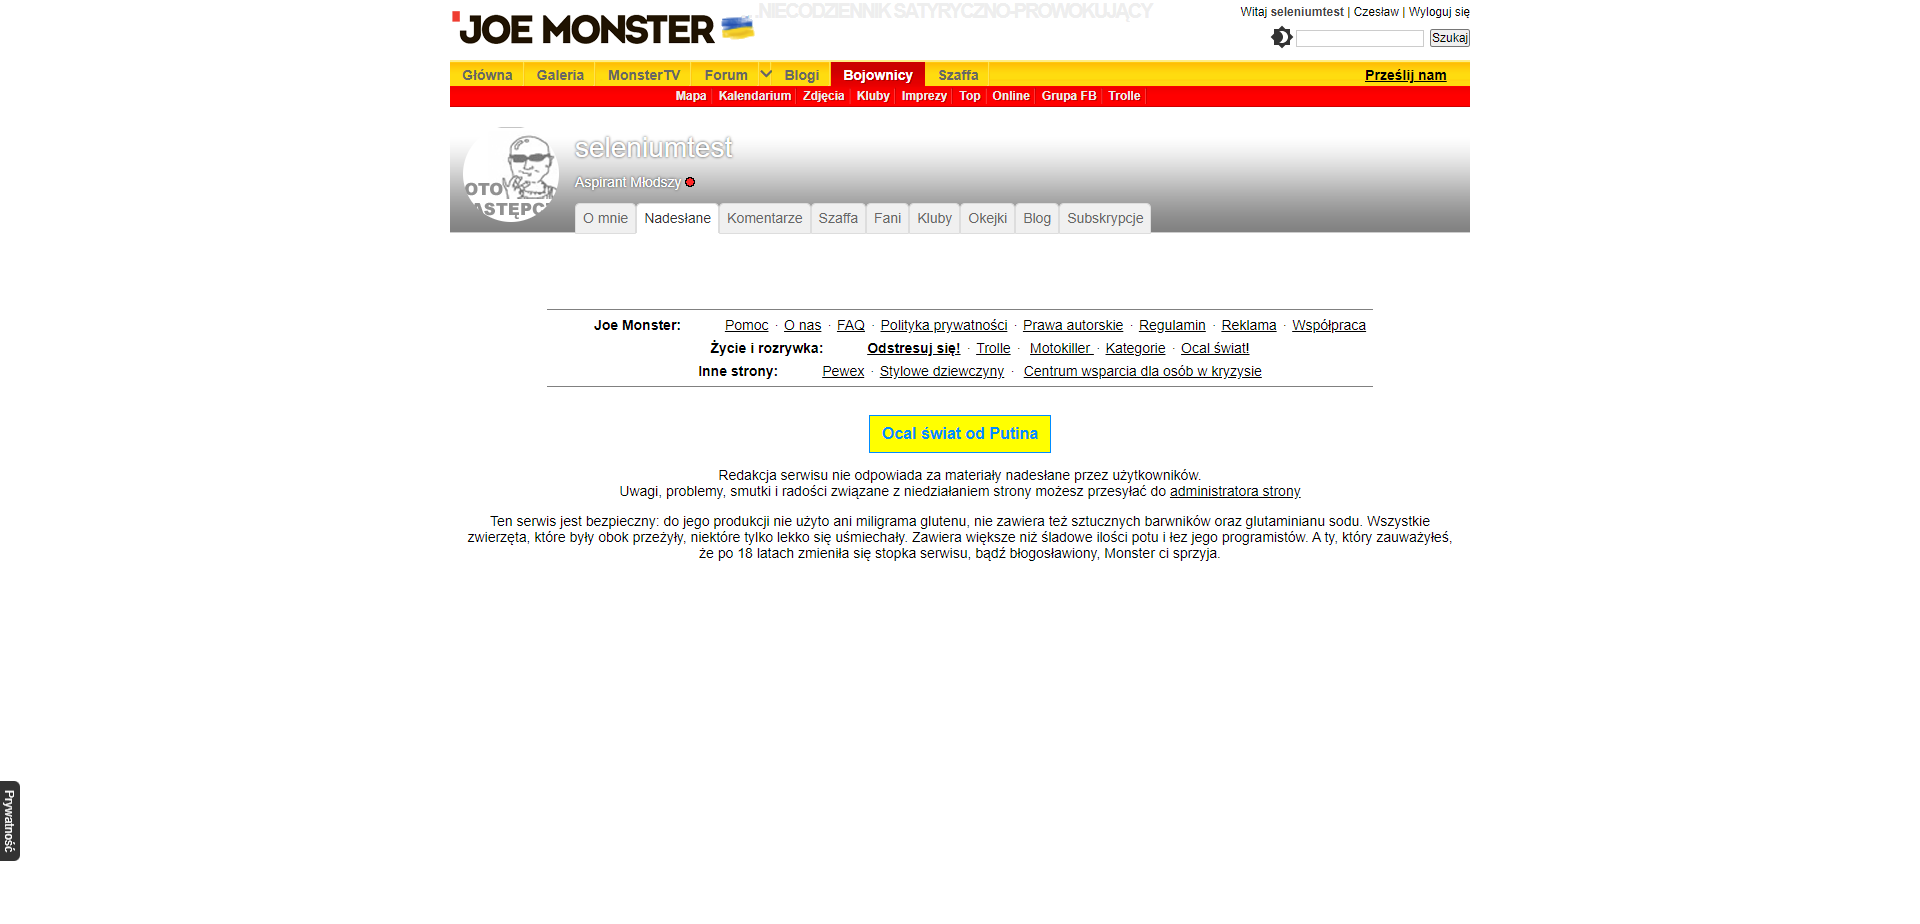 JOE MONSTER
.NIECODZIENNIK SATYRYCZNO-PROWOKUJĄCY
Witaj seleniumtest | Czesław | Wyloguj się
Szukaj
Główna Galeria MonsterTV Forum Blogi Bojownicy Szaffa Prześlij nam
Mapa Kalendarium Zdjęcia Kluby Imprezy Top Online Grupa FB Trolle
seleniumtest
Aspirant Młodszy
O mnie Nadesłane Komentarze Szaffa Fani Kluby Okejki Blog Subskrypcje
Joe Monster: Pomoc · O nas · FAQ · Polityka prywatności · Prawa autorskie · Regulamin · Reklama · Współpraca
Życie i rozrywka: Odstresuj się! · Trolle · Motokiller · Kategorie · Ocal świat!
Inne strony: Pewex · Stylowe dziewczyny · Centrum wsparcia dla osób w kryzysie
Ocal świat od Putina
Redakcja serwisu nie odpowiada za materiały nadesłane przez użytkowników.
Uwagi, problemy, smutki i radości związane z niedziałaniem strony możesz przesyłać do administratora strony
Ten serwis jest bezpieczny: do jego produkcji nie użyto ani miligrama glutenu, nie zawiera też sztucznych barwników oraz glutaminianu sodu. Wszystkie
zwierzęta, które były obok przeżyły, niektóre tylko lekko się uśmiechały. Zawiera większe niż śladowe ilości potu i łez jego programistów. A ty, który zauważyłeś,
że po 18 latach zmieniła się stopka serwisu, bądź błogosławiony, Monster ci sprzyja.
Prywatność